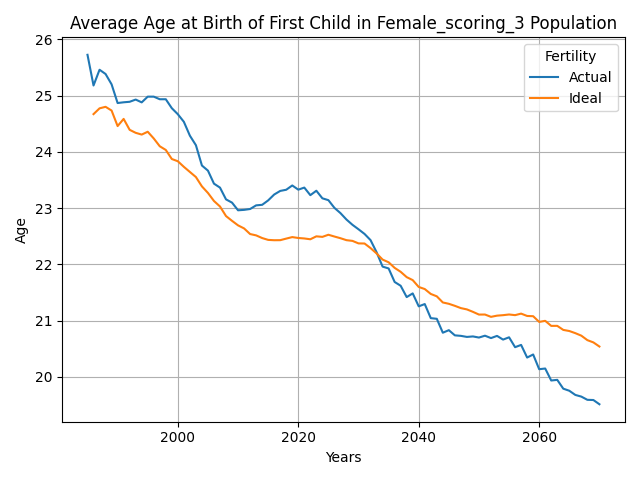 Average Age at Birth of First Child in Female_scoring_3 Population
Fertility
Actual
Ideal
Age
26
25
24
23
22
21
20
2000 2020 2040 2060
Years